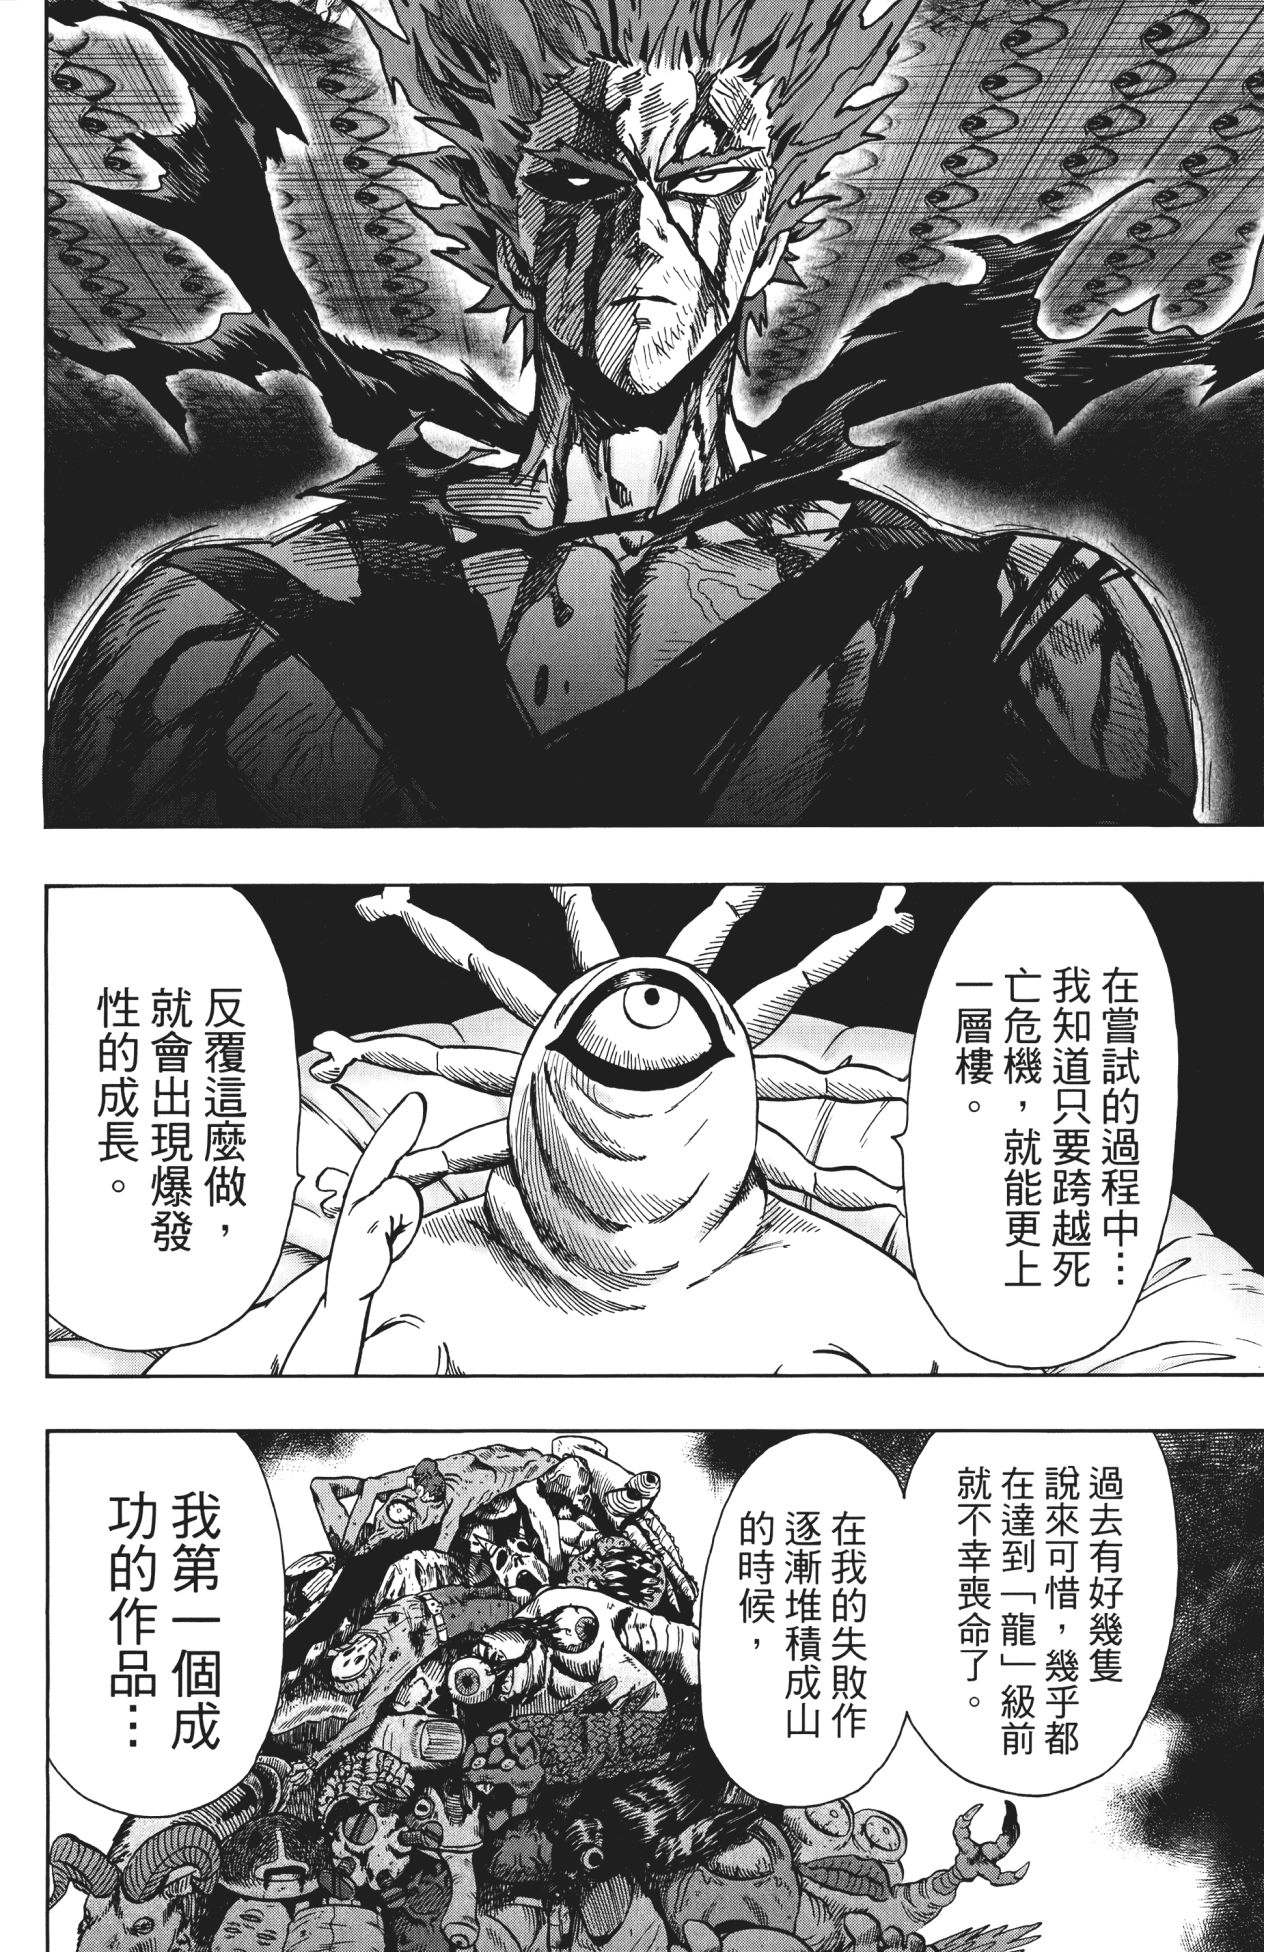 在嘗試的過程中⋯
我知道只要跨越死
亡危機，就能更上
一層樓。
反覆這麼做，
就會出現爆發
性的成長。
過去有好幾隻
說來可惜，幾乎都
在達到「龍」級前
就不幸喪命了。
在我的失敗作
逐漸堆積成山
的時候，
我第一個成
功的作品⋯